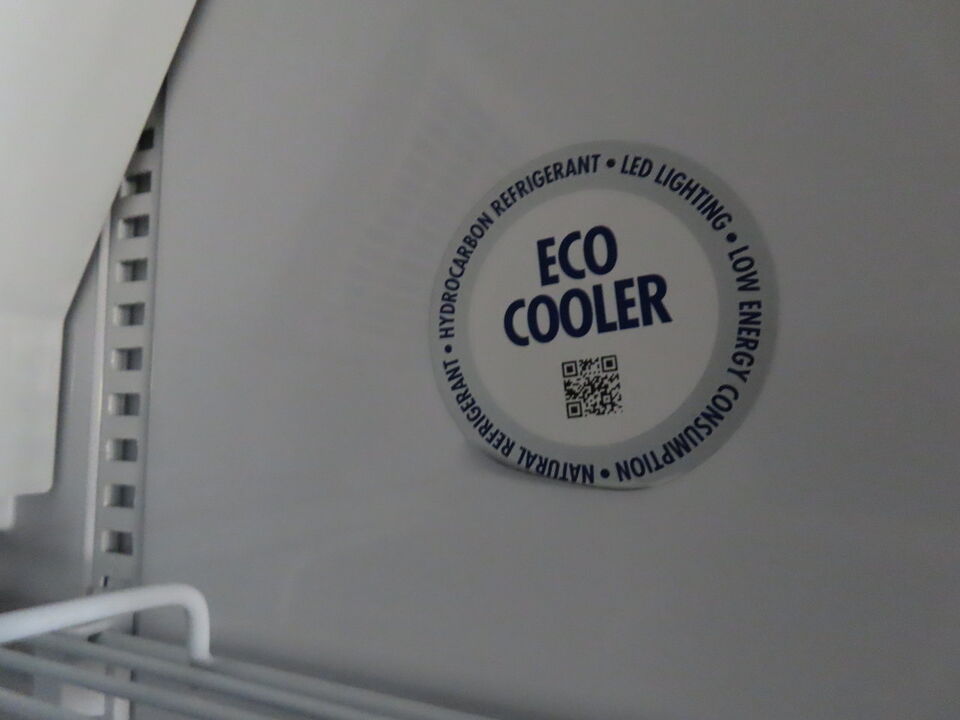 HYDROCARBON REFRIGERANT • LED LIGHTING • LOW ENERGY CONSUMPTION • NATURAL REFRIGERANT •
ECO
COOLER